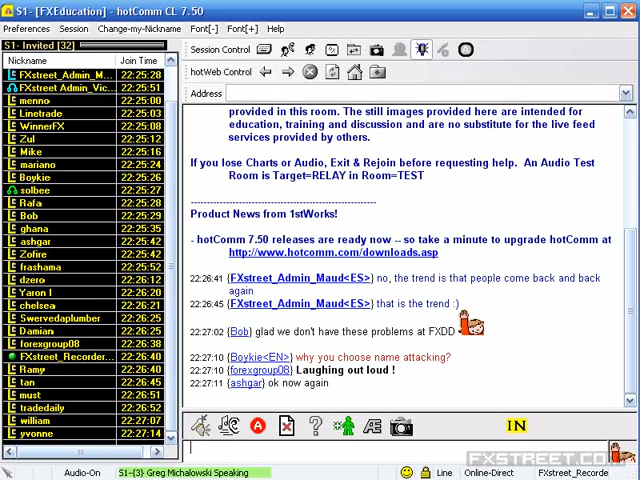 S1- [FXEducation] - hotComm CL 7.50
Preferences Session Change-my-Nickname Font[-] Font[+] Help
S1- Invited [32]
Nickname Join Time
FXstreet_Admin_M... 22:25:28
FXstreet Admin_Vic... 22:25:51
menno 22:25:00
Linetrade 22:25:03
WinnerFX 22:25:08
Zul 22:25:12
Mike 22:25:16
mariano 22:25:24
Boykie 22:25:26
solbee 22:25:27
Rafa 22:25:28
Bob 22:25:29
ghana 22:25:35
ashgar 22:25:42
Zofire 22:25:42
frashama 22:25:52
dzero 22:26:12
Yaron I 22:26:20
chelsea 22:26:21
Swervedaplumber 22:26:25
Damian 22:26:25
forexgroup08 22:26:38
FXstreet_Recorder... 22:26:40
Ramy 22:26:40
tan 22:26:45
must 22:26:51
tradedaily 22:26:52
william 22:27:07
yvonne 22:27:14
Session Control
hotWeb Control
Address
provided in this room. The still images provided here are intended for
education, training and discussion and are no substitute for the live feed
services provided by others.
If you lose Charts or Audio, Exit & Rejoin before requesting help. An Audio Test
Room is Target=RELAY in Room=TEST
------------------------------------------------------
Product News from 1stWorks!
- hotComm 7.50 releases are ready now -- so take a minute to upgrade hotComm at
http://www.hotcomm.com/downloads.asp
22:26:41 {FXstreet_Admin_Maud<ES>} no, the trend is that people come back and back
again
22:26:45 {FXstreet_Admin_Maud<ES>} that is the trend :)
22:27:02 {Bob} glad we don't have these problems at FXDD
22:27:10 {Boykie<EN>} why you choose name attacking?
22:27:10 {forexgroup08} Laughing out loud !
22:27:11 {ashgar} ok now again
A ? Æ IN
Audio-On S1-{3} Greg Michalowski Speaking Line Online-Direct FXstreet_Recorde
FXSTREET.COM